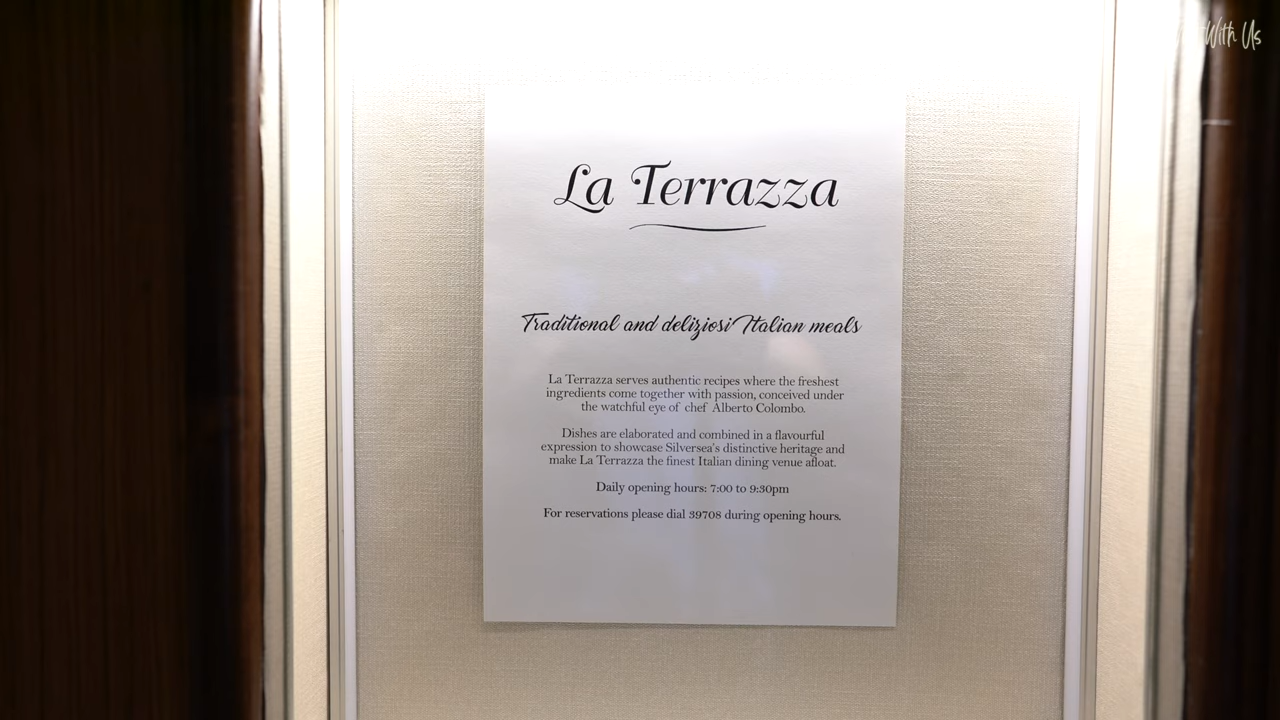 With Us
La Terrazza
Traditional and deliziosi Italian meals
La Terrazza serves authentic recipes where the freshest
ingredients come together with passion, conceived under
the watchful eye of chef Alberto Colombo.
Dishes are elaborated and combined in a flavourful
expression to showcase Silversea's distinctive heritage and
make La Terrazza the finest Italian dining venue afloat.
Daily opening hours: 7:00 to 9:30pm
For reservations please dial 39708 during opening hours.